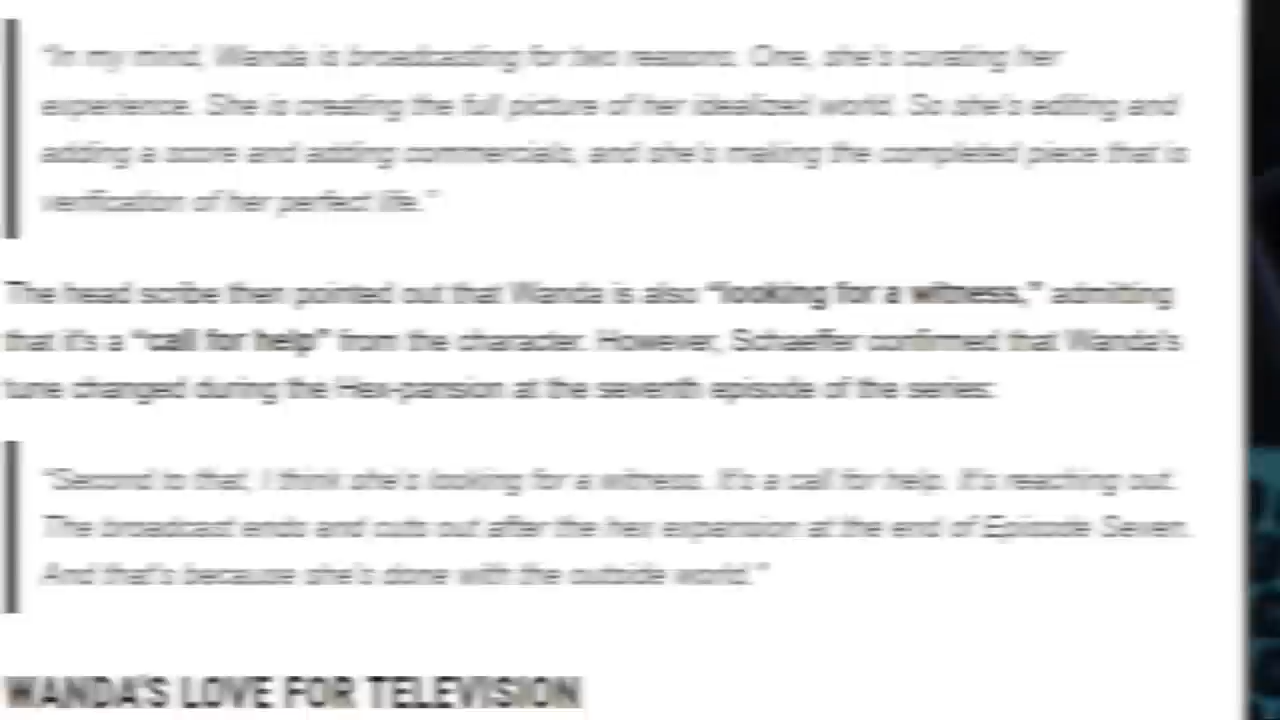 "In my mind, Wanda is broadcasting for two reasons. One, she's curating her
experience. She is creating the full picture of her idealized world. So she's editing and
adding a score and adding commercials, and she's making the completed piece that is
verification of her perfect life."
The head scribe then pointed out that Wanda is also "looking for a witness," admitting
that it's a "call for help" from the character. However, Schaeffer confirmed that Wanda's
tune changed during the Hex-pansion at the seventh episode of the series:
"Second to that, I think she's looking for a witness. It's a call for help. It's reaching out.
The broadcast ends and cuts out after the hex expansion at the end of Episode Seven.
And that's because she's done with the outside world."
WANDA'S LOVE FOR TELEVISION